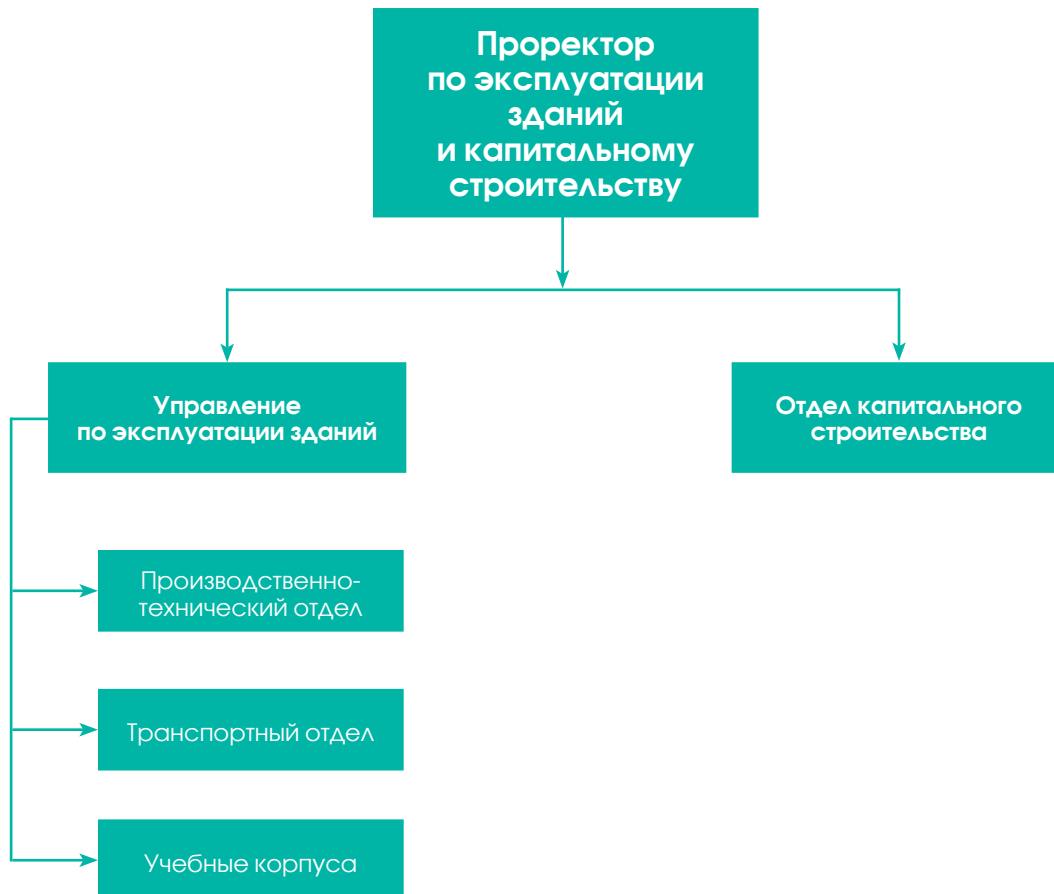 Проректор
по эксплуатации
зданий
и капитальному
строительству
Управление
по эксплуатации зданий
Отдел капитального
строительства
Производственно-
технический отдел
Транспортный отдел
Учебные корпуса